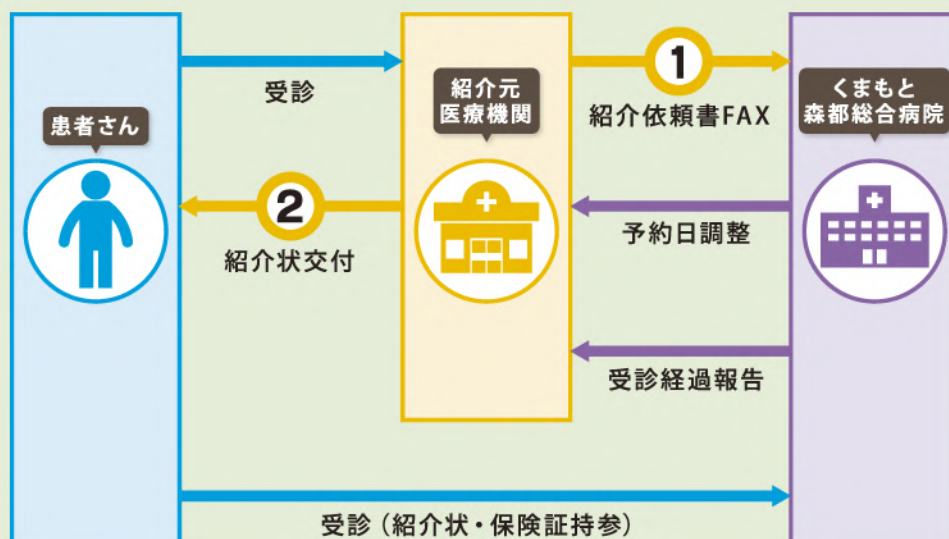 患者さん
受診
紹介元
医療機関
1
紹介依頼書FAX
くまもと
森都総合病院
2
紹介状交付
予約日調整
受診経過報告
受診（紹介状・保険証持参）